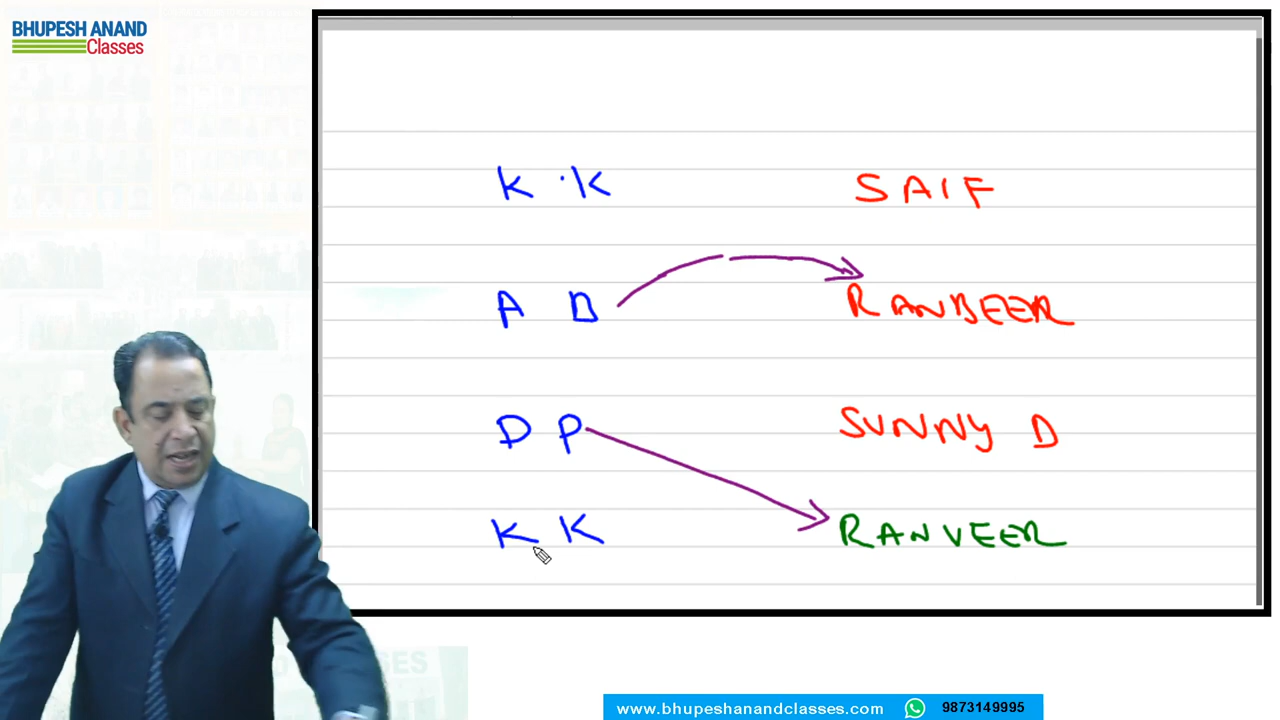 BHUPESH ANAND
Classes
K .K SAIF
A B RANBEER
D P SUNNY D
K K RANVEER
www.bhupeshanandclasses.com 9873149995